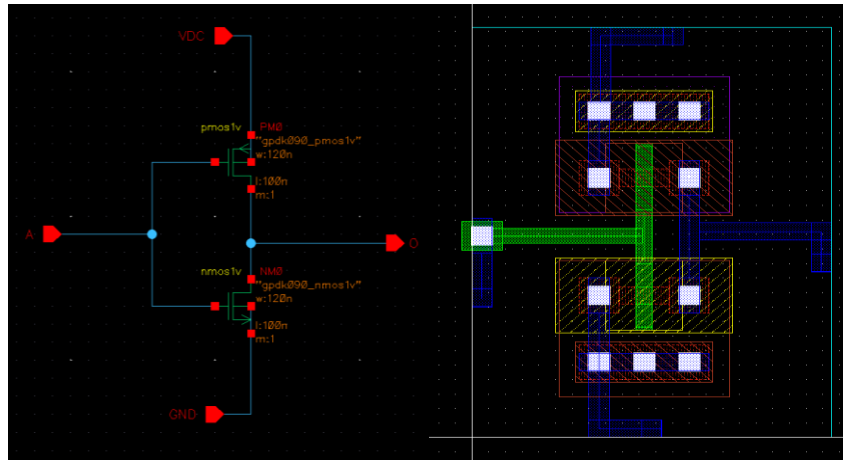 VDC
pmos1v PM0
"gpdk090_pmos1v"
w:120n
l:100n
m:1
A
O
nmos1v NM0
"gpdk090_nmos1v"
w:120n
l:100n
m:1
GND